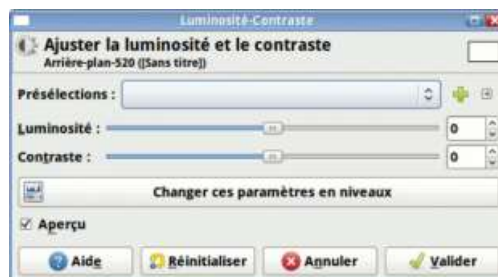 Luminosité-Contraste
Ajuster la luminosité et le contraste
Arrière-plan-520 ([Sans titre])
Présélections :
Luminosité : 0
Contraste : 0
Changer ces paramètres en niveaux
Aperçu
Aide Réinitialiser Annuler Valider